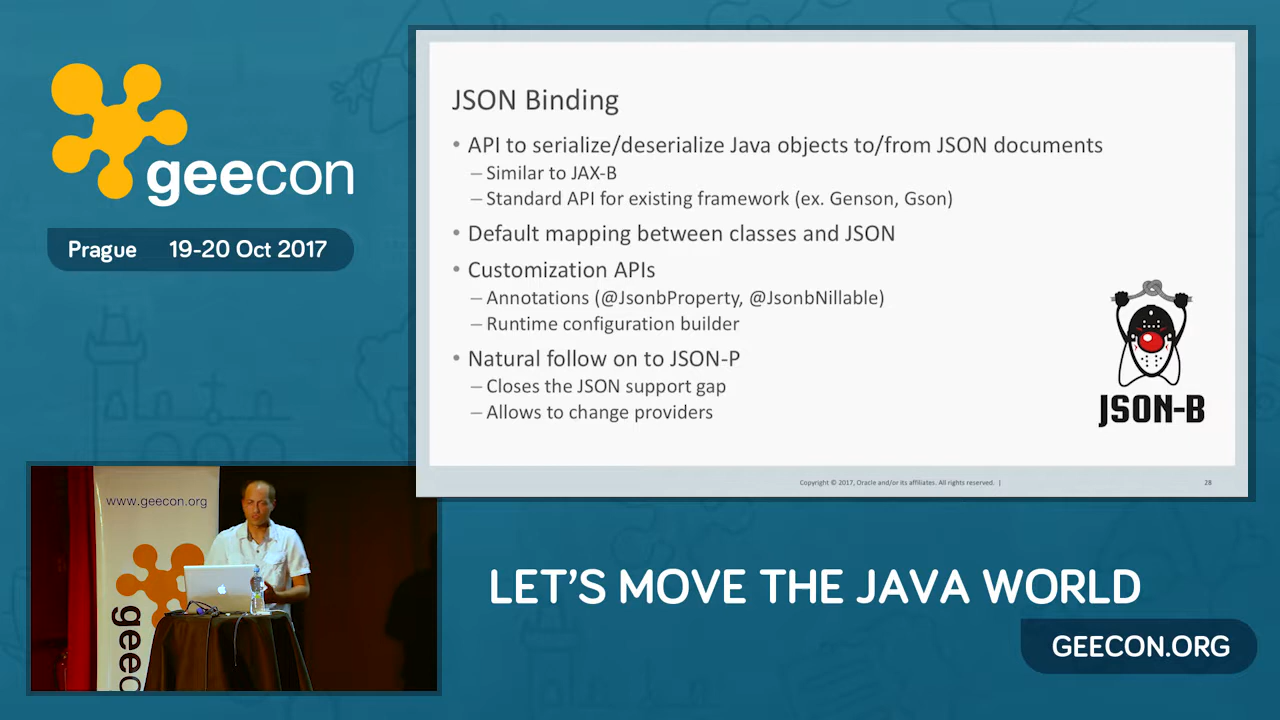 geecon
Prague 19-20 Oct 2017
JSON Binding
• API to serialize/deserialize Java objects to/from JSON documents
– Similar to JAX-B
– Standard API for existing framework (ex. Genson, Gson)
• Default mapping between classes and JSON
• Customization APIs
– Annotations (@JsonbProperty, @JsonbNillable)
– Runtime configuration builder
• Natural follow on to JSON-P
– Closes the JSON support gap
– Allows to change providers
JSON-B
Copyright © 2017, Oracle and/or its affiliates. All rights reserved. |
28
www.geecon.org
geec
LET'S MOVE THE JAVA WORLD
GEECON.ORG